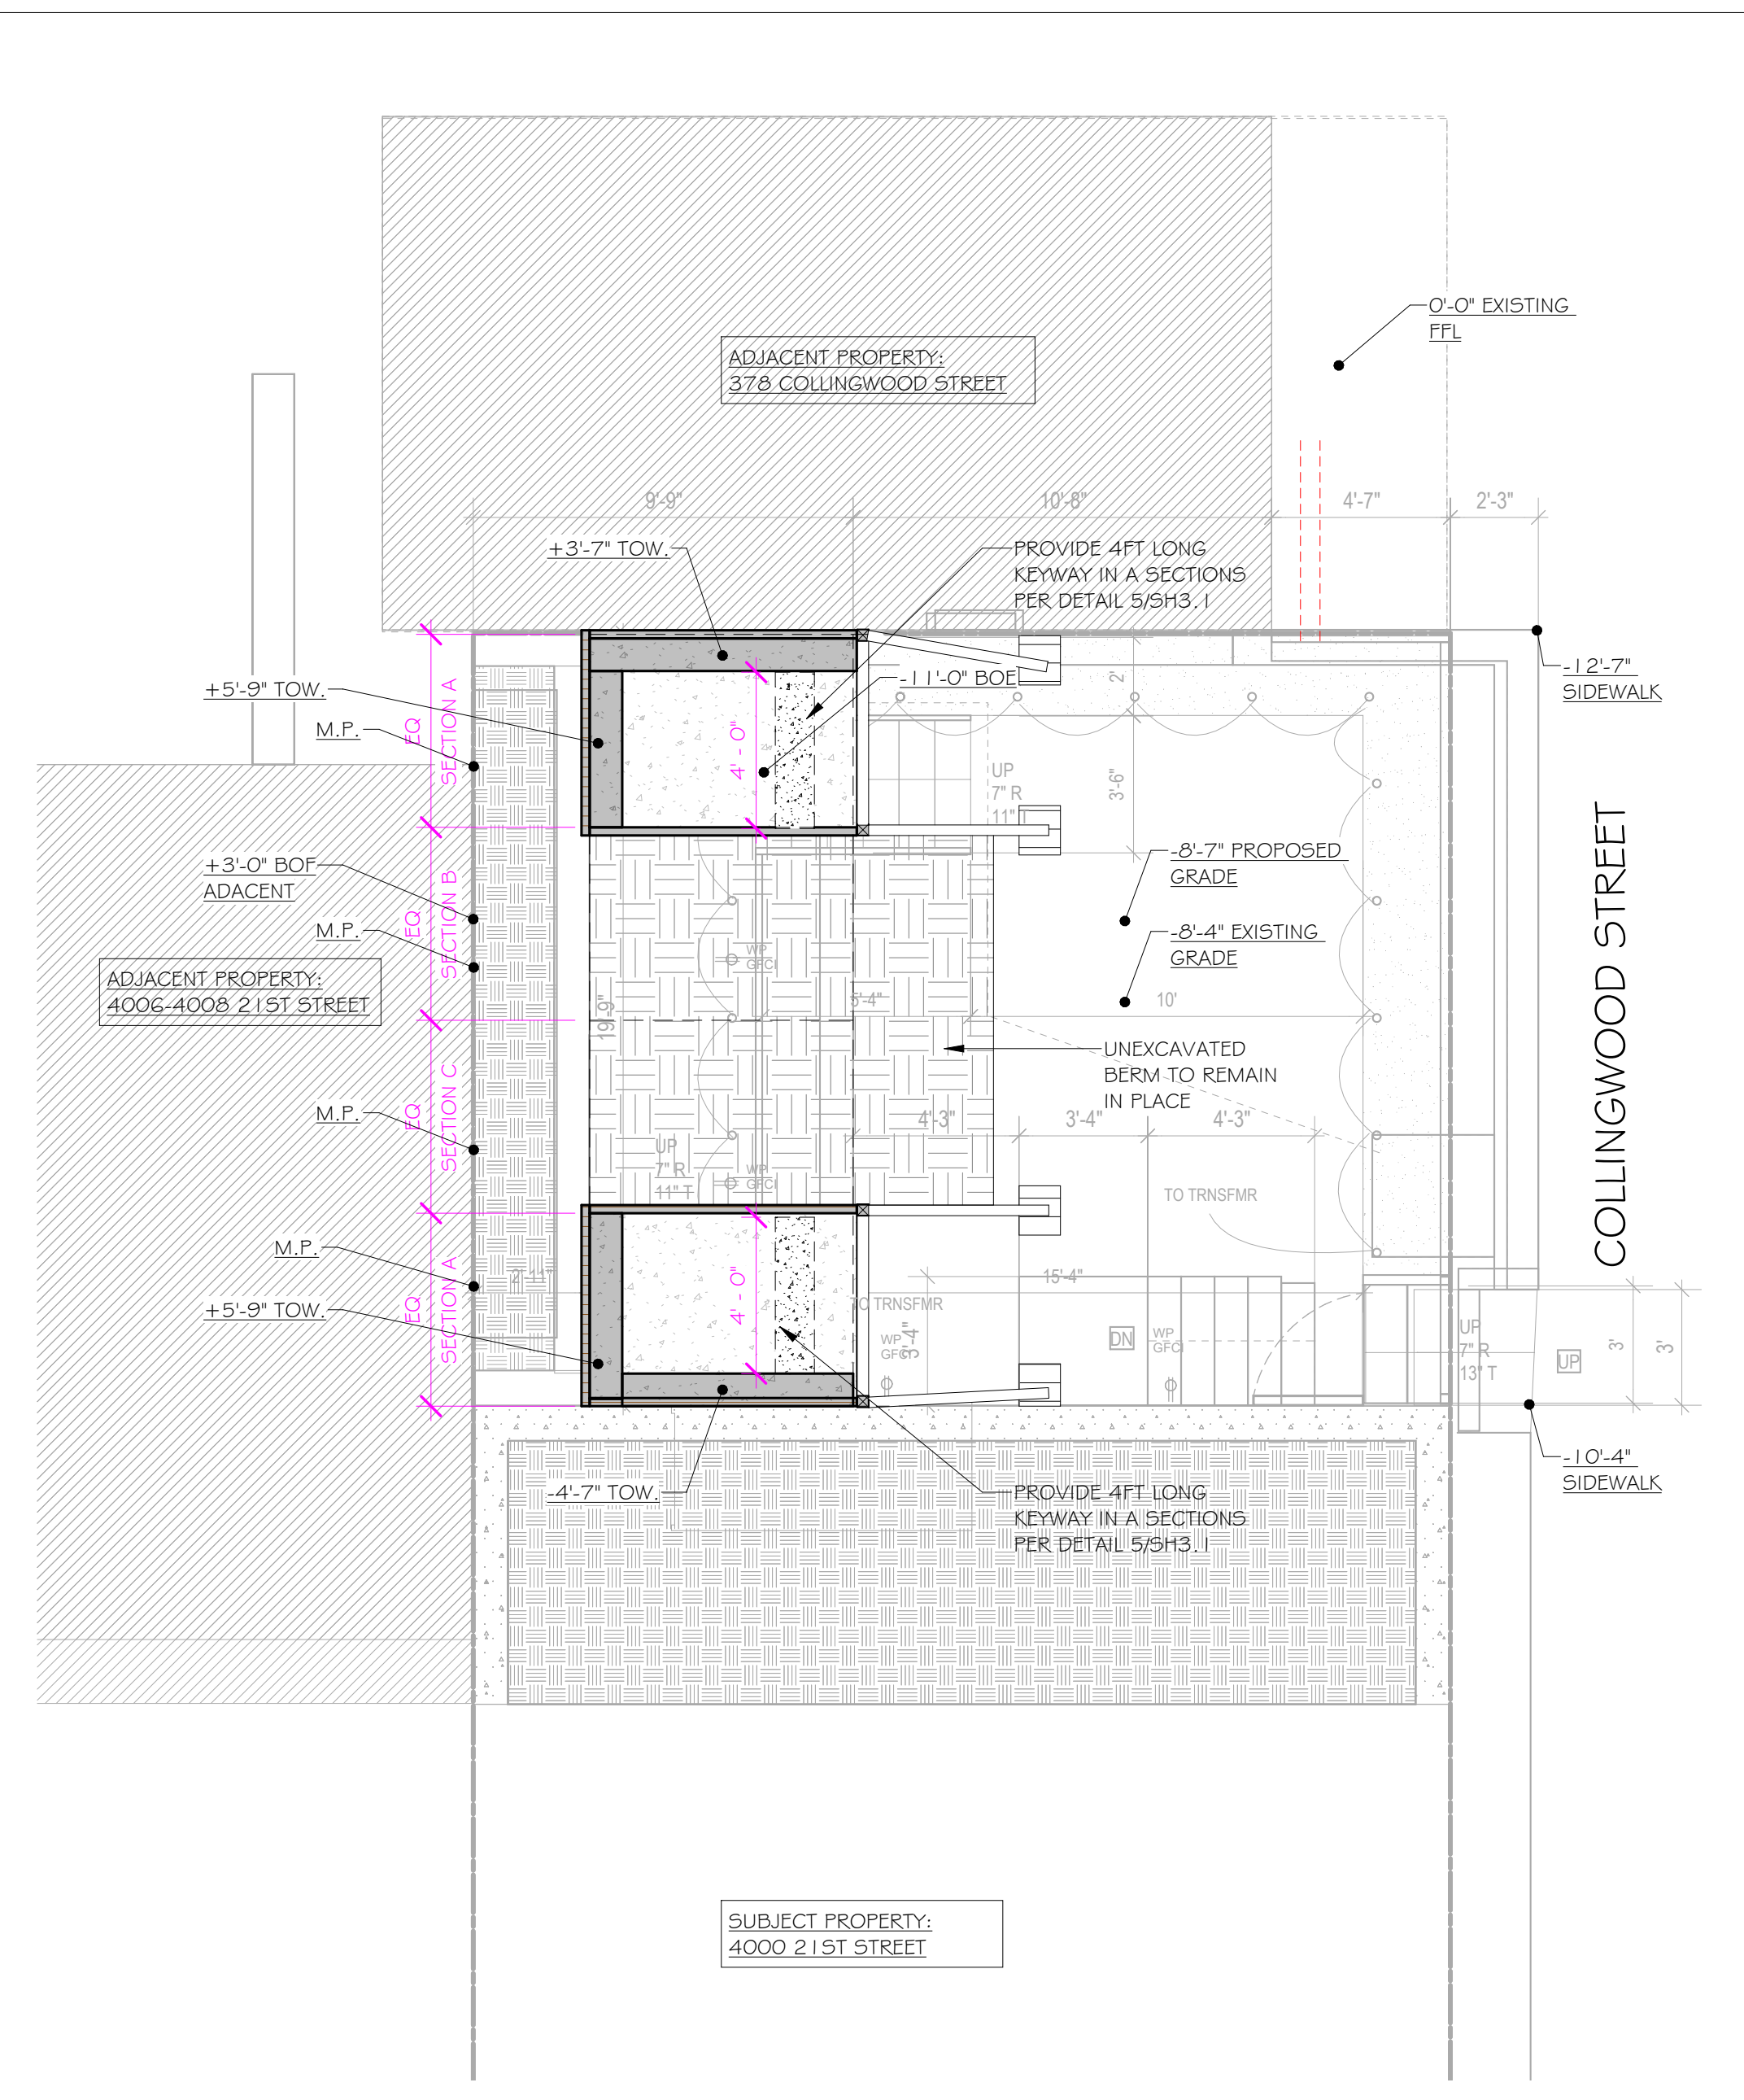 0'-0" EXISTING
FFL
ADJACENT PROPERTY:
378 COLLINGWOOD STREET
9'-9"
10'-8"
4'-7"
2'-3"
+3'-7" TOW.
PROVIDE 4FT LONG
KEYWAY IN A SECTIONS
PER DETAIL 5/SH3.1
-12'-7"
SIDEWALK
+5'-9" TOW.
M.P.
EQ
SECTION A
4'-0"
-11'-0" BOE
2'
3'-6"
UP
7" R
11" T
+3'-0" BOF
ADACENT
M.P.
EQ
SECTION B
WP
GFCI
-8'-7" PROPOSED
GRADE
-8'-4" EXISTING
GRADE
COLLINGWOOD STREET
ADJACENT PROPERTY:
4006-4008 21ST STREET
19'-9"
5'-4"
10'
UNEXCAVATED
BERM TO REMAIN
IN PLACE
M.P.
EQ
SECTION C
4'-3"
3'-4"
4'-3"
UP
7" R
11" T
WP
GFCI
TO TRNSFMR
M.P.
EQ
SECTION A
2'-11"
4'-0"
15'-4"
TO TRNSFMR
+5'-9" TOW.
WP
GFCI
3'-4"
DN
WP
GFCI
UP
7" R
13" T
UP
3'
3'
-4'-7" TOW.
PROVIDE 4FT LONG
KEYWAY IN A SECTIONS
PER DETAIL 5/SH3.1
-10'-4"
SIDEWALK
SUBJECT PROPERTY:
4000 21ST STREET